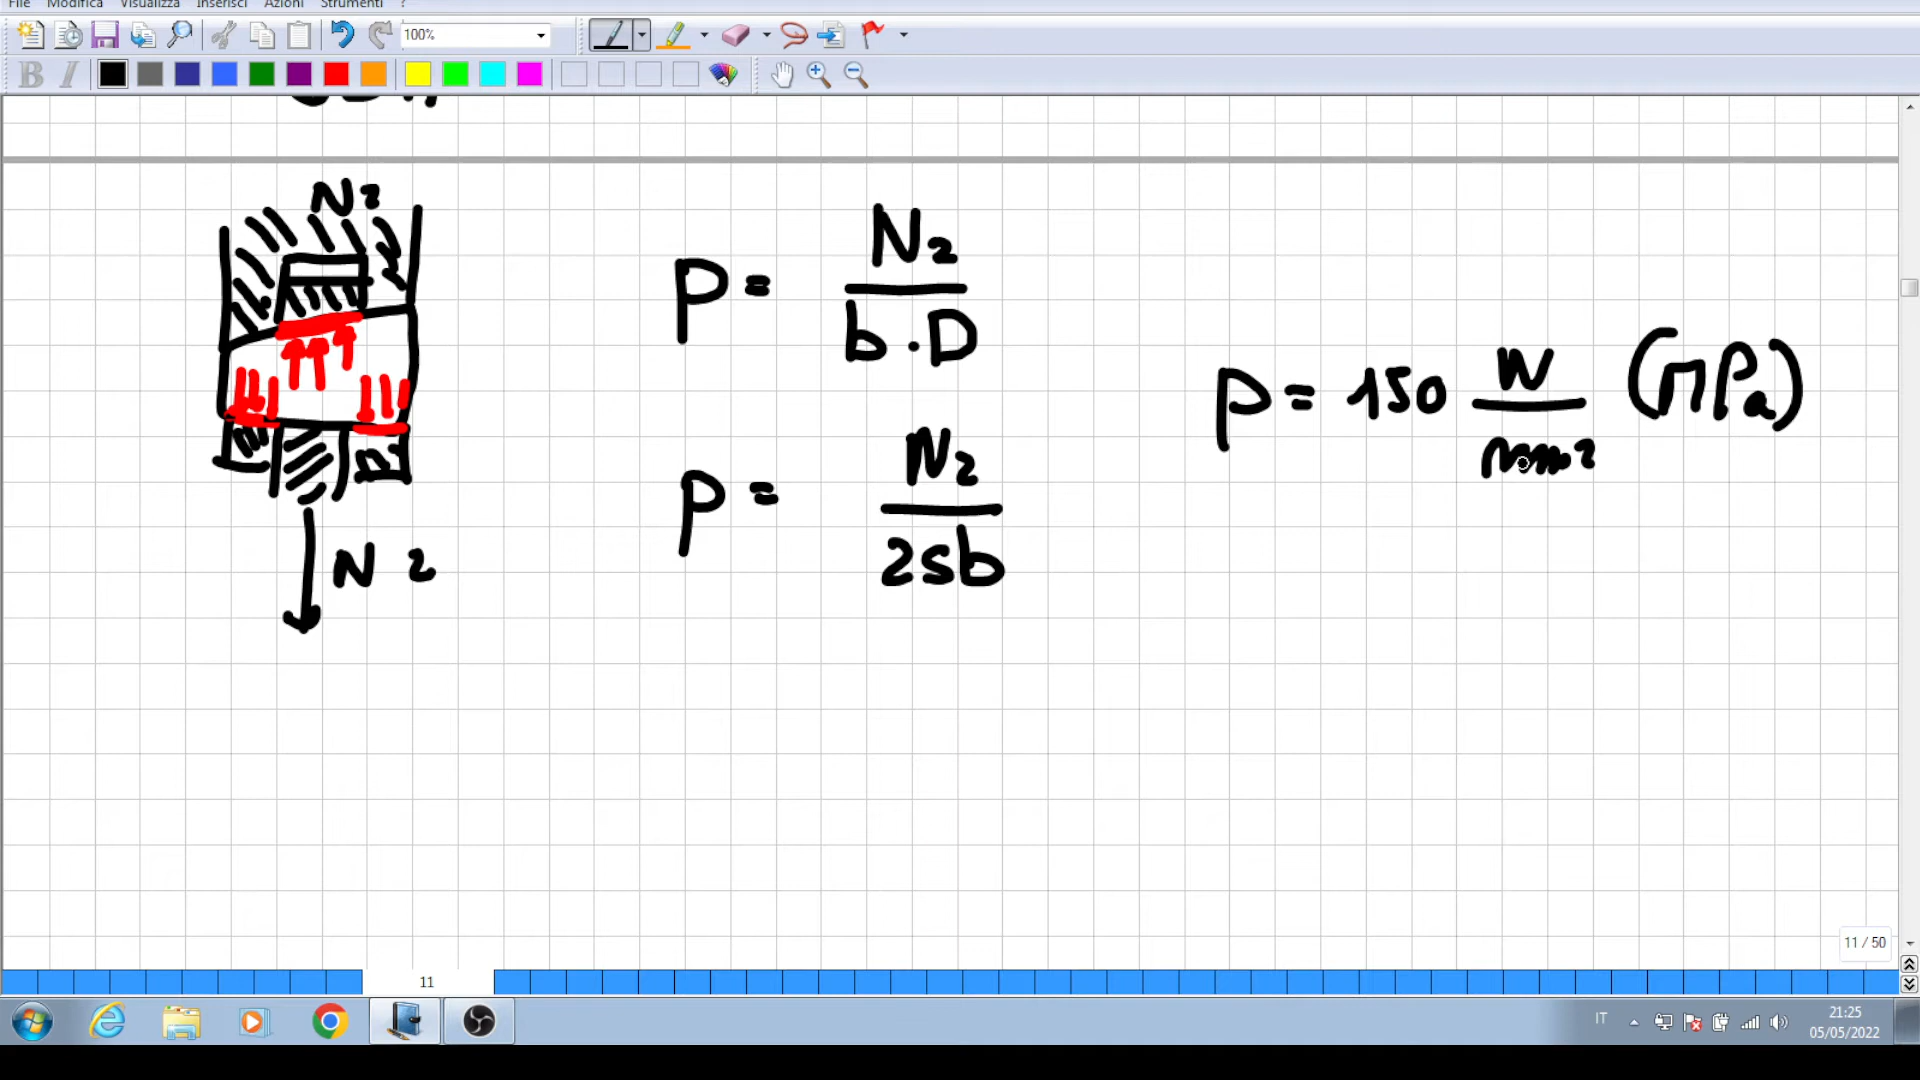 File Modifica Visualizza Inserisci Azioni Strumenti ?
100%
B I
N2
N 2
p = N2 / b . D
p = N2 / 2sb
p = 150 N / mm2 (MPa)
11 / 50
11
IT
21:25
05/05/2022